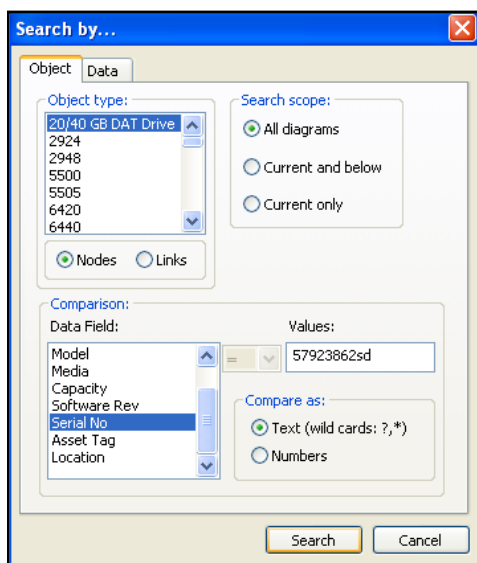 Search by...
Object Data
Object type:
20/40 GB DAT Drive
2924
2948
5500
5505
6420
6440
Nodes Links
Search scope:
All diagrams
Current and below
Current only
Comparison:
Data Field:
Model
Media
Capacity
Software Rev
Serial No
Asset Tag
Location
=
Values:
57923862sd
Compare as:
Text (wild cards: ?,*)
Numbers
Search Cancel